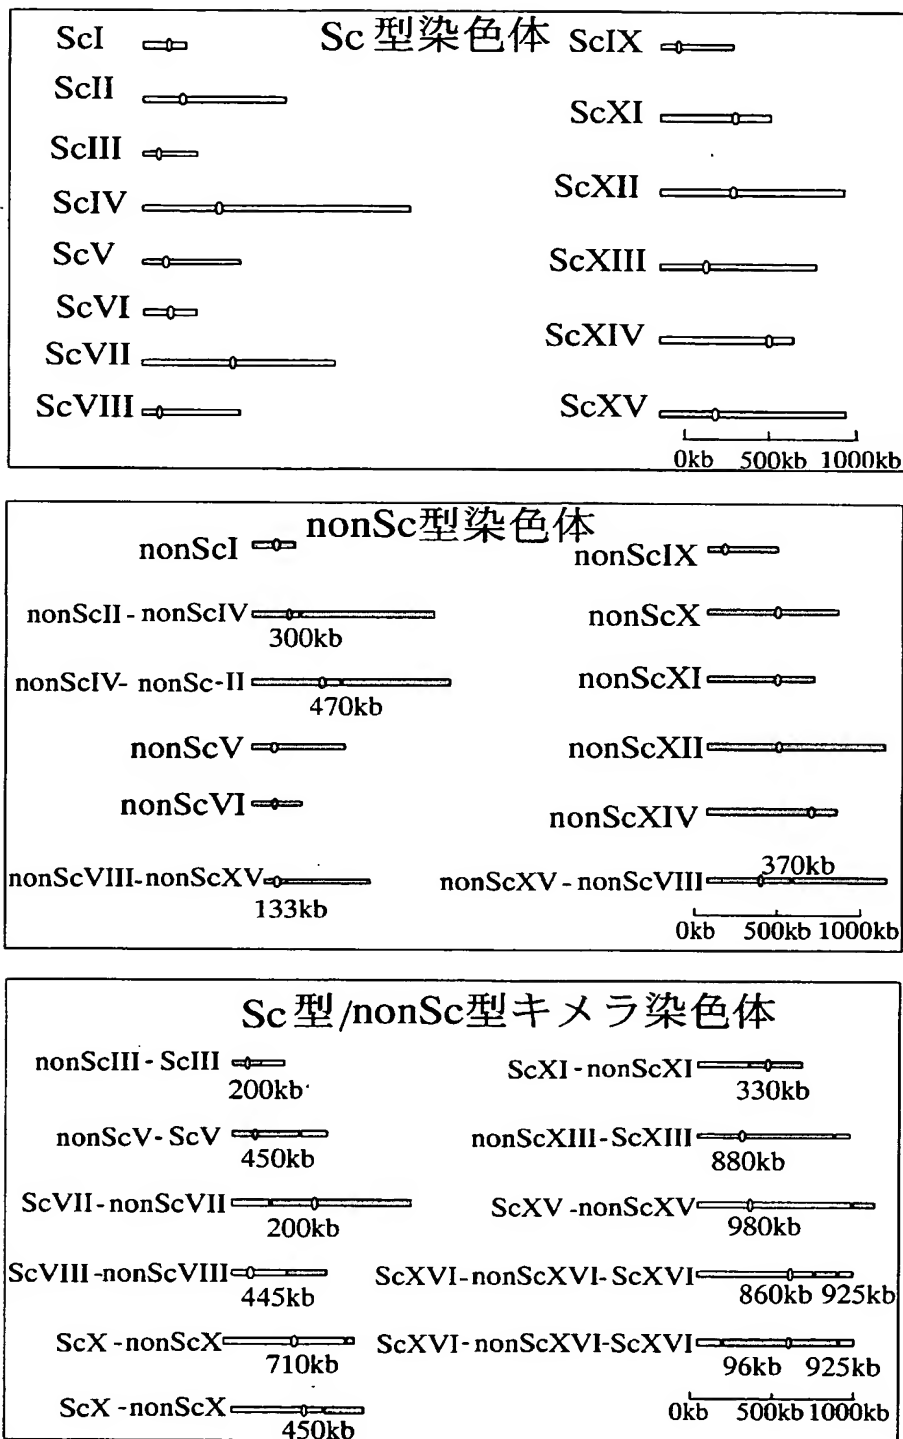 Sc型染色体
ScI
ScII
ScIII
ScIV
ScV
ScVI
ScVII
ScVIII
ScIX
ScXI
ScXII
ScXIII
ScXIV
ScXV
0kb 500kb 1000kb
nonSc型染色体
nonScI
nonScII-nonScIV
300kb
nonScIV-nonSc-II
470kb
nonScV
nonScVI
nonScVIII-nonScXV
133kb
nonScIX
nonScX
nonScXI
nonScXII
nonScXIV
370kb
nonScXV-nonScVIII
0kb 500kb 1000kb
Sc型/nonSc型キメラ染色体
nonScIII-ScIII
200kb
nonScV-ScV
450kb
ScVII-nonScVII
200kb
ScVIII-nonScVIII
445kb
ScX-nonScX
710kb
ScX-nonScX
450kb
ScXI-nonScXI
330kb
nonScXIII-ScXIII
880kb
ScXV-nonScXV
980kb
ScXVI-nonScXVI-ScXVI
860kb 925kb
ScXVI-nonScXVI-ScXVI
96kb 925kb
0kb 500kb 1000kb